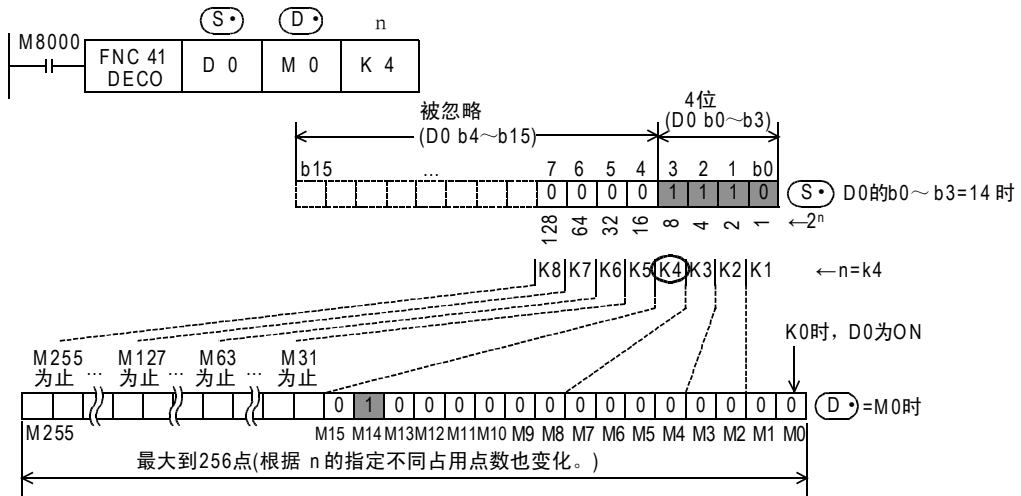 S· D· n
M8000
FNC 41 DECO D 0 M 0 K 4
被忽略
(D0 b4～b15)
4位
(D0 b0～b3)
b15 ... 7 6 5 4 3 2 1 b0
0 0 0 0 1 1 1 0 S· D0的b0～b3=14 时
128 64 32 16 8 4 2 1 ←2ⁿ
K8 K7 K6 K5 K4 K3 K2 K1 ←n=k4
K0时，D0为ON
M255 ... M127 ... M63 ... M31
为止 为止 为止 为止
0 1 0 0 0 0 0 0 0 0 0 0 0 0 0 0 D· =M0时
M255 M15 M14 M13 M12 M11 M10 M9 M8 M7 M6 M5 M4 M3 M2 M1 M0
最大到256点(根据 n 的指定不同占用点数也变化。)